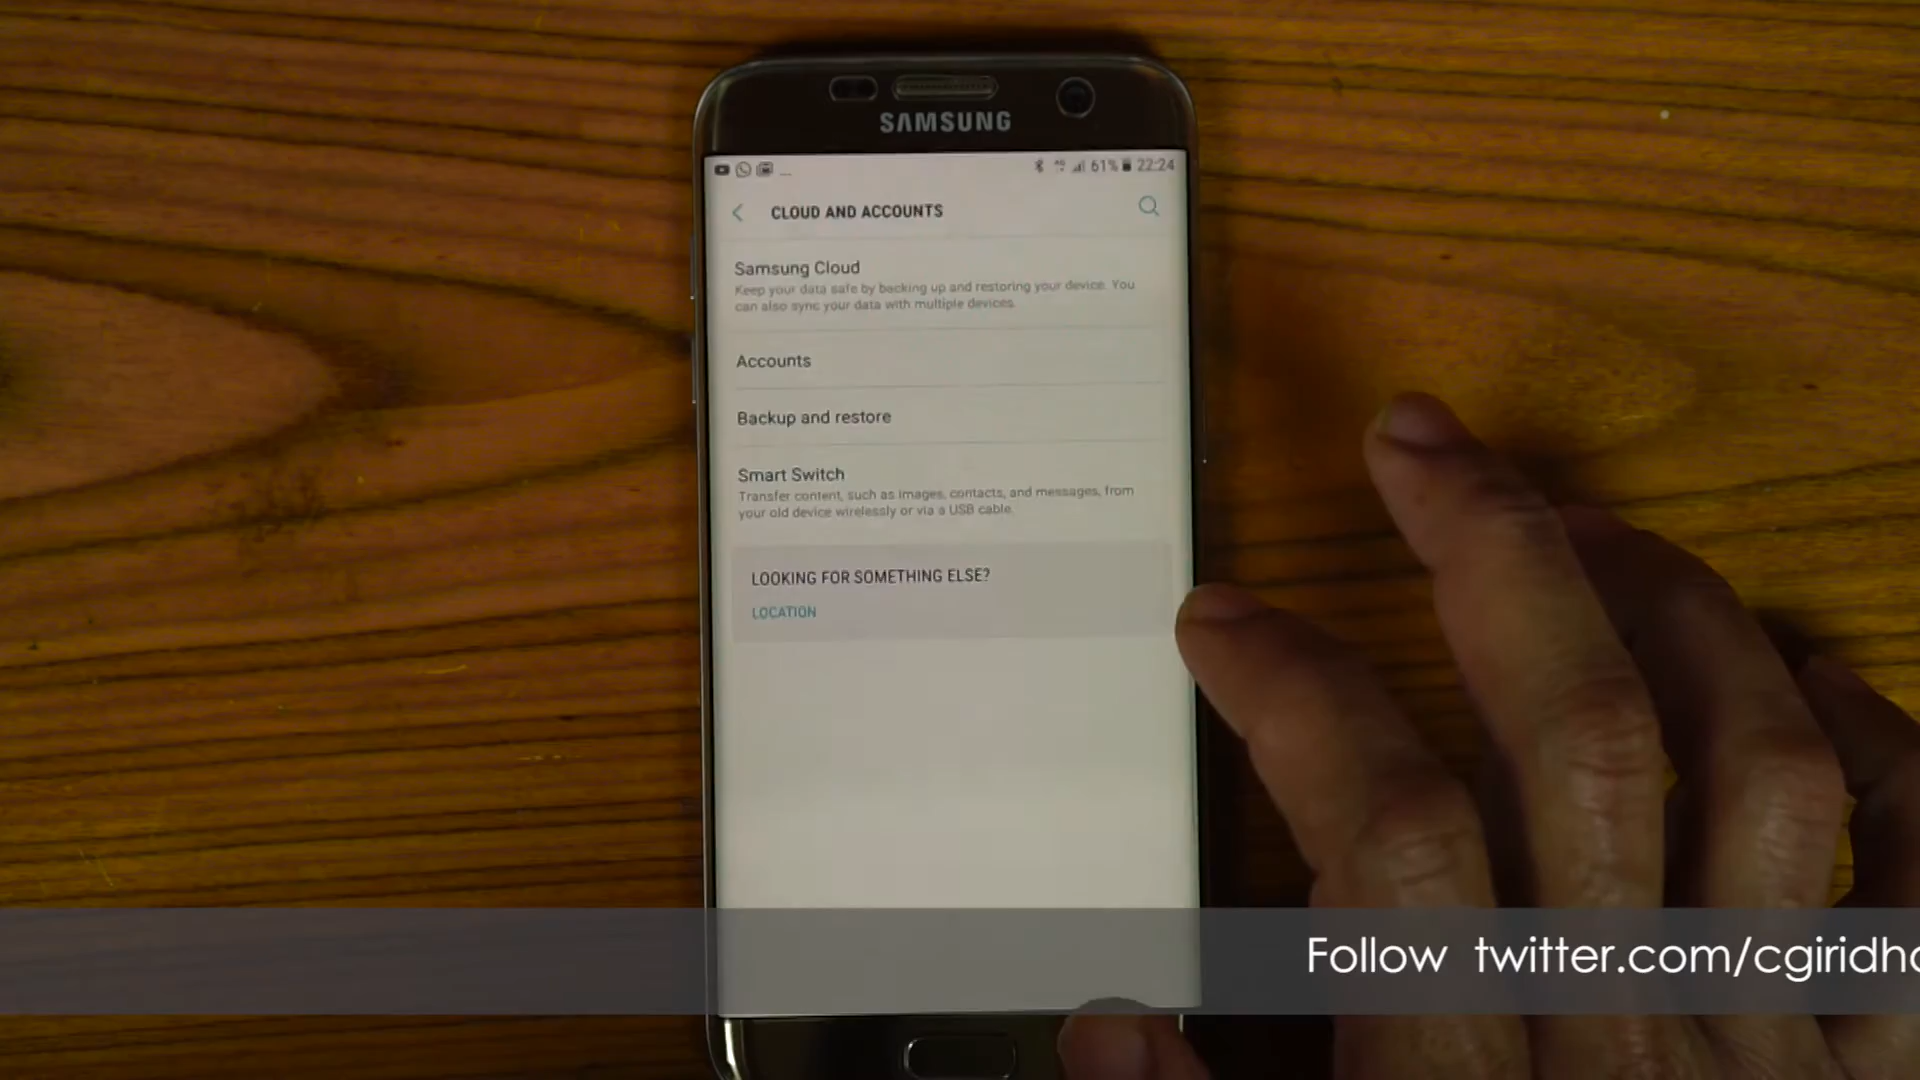 SAMSUNG
61% 22:24
CLOUD AND ACCOUNTS
Samsung Cloud
Keep your data safe by backing up and restoring your device. You
can also sync your data with multiple devices.
Accounts
Backup and restore
Smart Switch
Transfer content, such as images, contacts, and messages, from
your old device wirelessly or via a USB cable.
LOOKING FOR SOMETHING ELSE?
LOCATION
Follow twitter.com/cgiridha